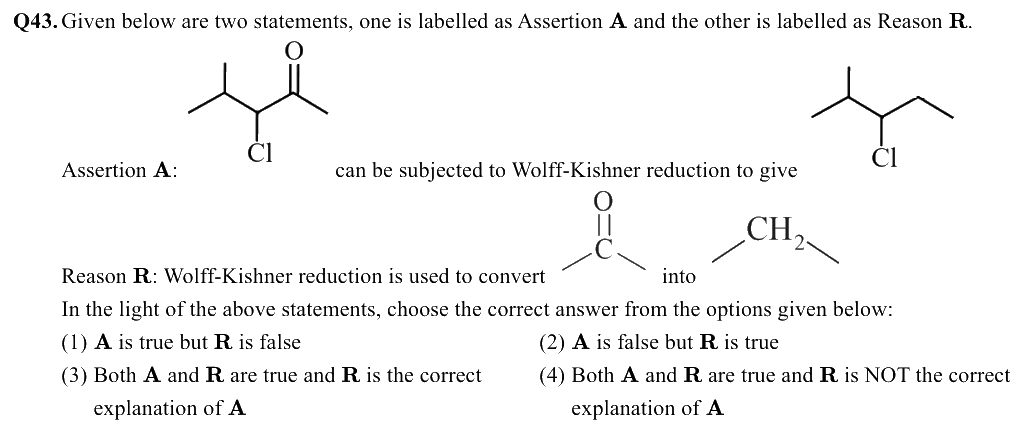 Q43. Given below are two statements, one is labelled as Assertion A and the other is labelled as Reason R.
O
Cl
Cl
Assertion A: can be subjected to Wolff-Kishner reduction to give
O
C
CH2
Reason R: Wolff-Kishner reduction is used to convert into
In the light of the above statements, choose the correct answer from the options given below:
(1) A is true but R is false (2) A is false but R is true
(3) Both A and R are true and R is the correct (4) Both A and R are true and R is NOT the correct
explanation of A explanation of A